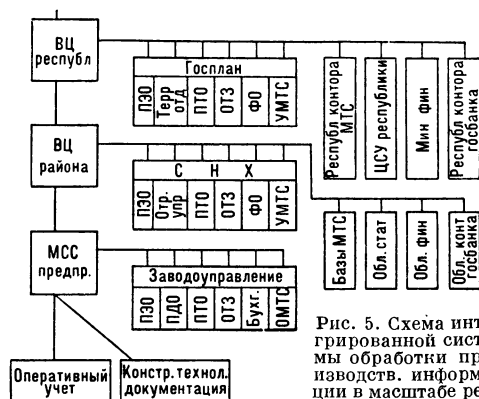 ВЦ
республ
Госплан
ПЭО
Терр
отд
ПТО
ОТЗ
ФО
УМТС
Республ контора
МТС
ЦСУ республики
Мин фин
Республ контора
госбанка
ВЦ
района
С Н Х
ПЭО
Отр.
упр
ПТО
ОТЗ
ФО
УМТС
Базы МТС
Обл. стат
Обл. фин
Обл. конт
госбанка
МСС
предпр.
Заводоуправление
ПЭО
ПДО
ПТО
ОТЗ
Бухг.
ОМТС
Оперативный
учет
Констр. технол.
документация
Рис. 5. Схема инт
грированной сист
мы обработки пр
изводств. информ
ции в масштабе ре